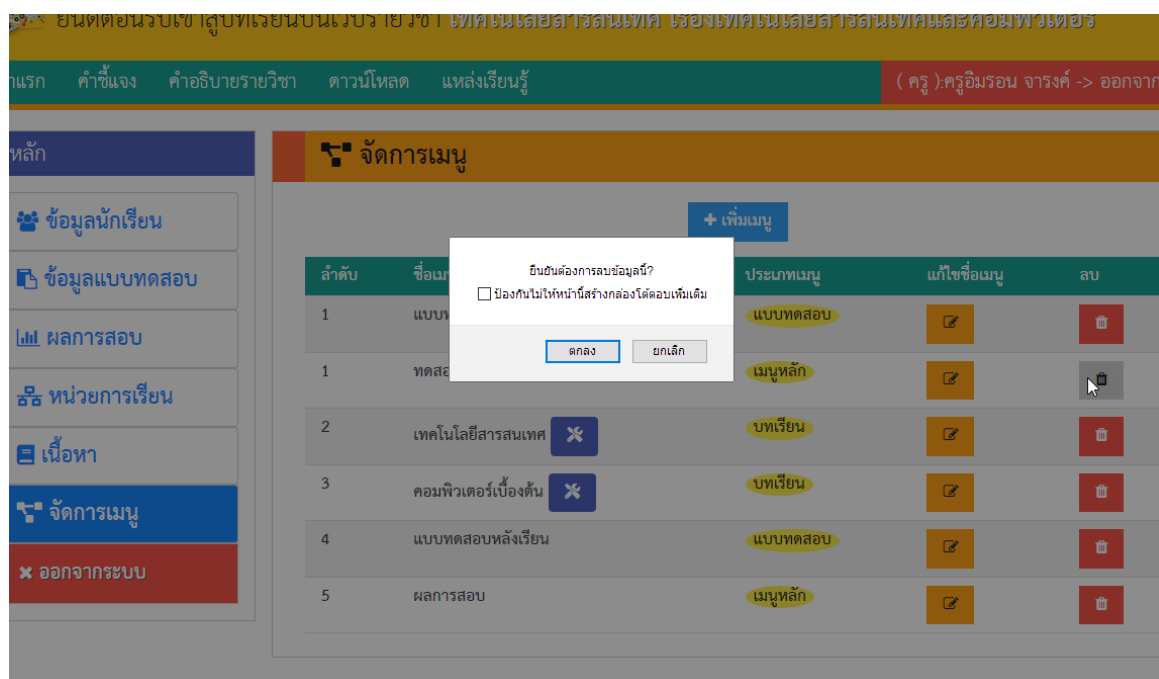 ยินดีต้อนรับเข้าสู่บทเรียนบนเว็บรายวิชา เทคโนโลยีสารสนเทศ เรื่องเทคโนโลยีสารสนเทศและคอมพิวเตอร์
คำชี้แจง คำอธิบายรายวิชา ดาวน์โหลด แหล่งเรียนรู้ ( ครู ):ครูอิมรอน จารงค์ -> ออกจาก
หลัก
จัดการเมนู
ข้อมูลนักเรียน
ข้อมูลแบบทดสอบ
ผลการสอบ
หน่วยการเรียน
เนื้อหา
จัดการเมนู
ออกจากระบบ
+ เพิ่มเมนู
ยืนยันต้องการลบข้อมูลนี้?
ป้องกันไม่ให้หน้านี้สร้างกล่องโต้ตอบเพิ่มเติม
ตกลง ยกเลิก
ลำดับ ประเภทเมนู แก้ไขชื่อเมนู ลบ
1 แบบทดสอบ
1 ทดสอ เมนูหลัก
2 เทคโนโลยีสารสนเทศ บทเรียน
3 คอมพิวเตอร์เบื้องต้น บทเรียน
4 แบบทดสอบหลังเรียน แบบทดสอบ
5 ผลการสอบ เมนูหลัก